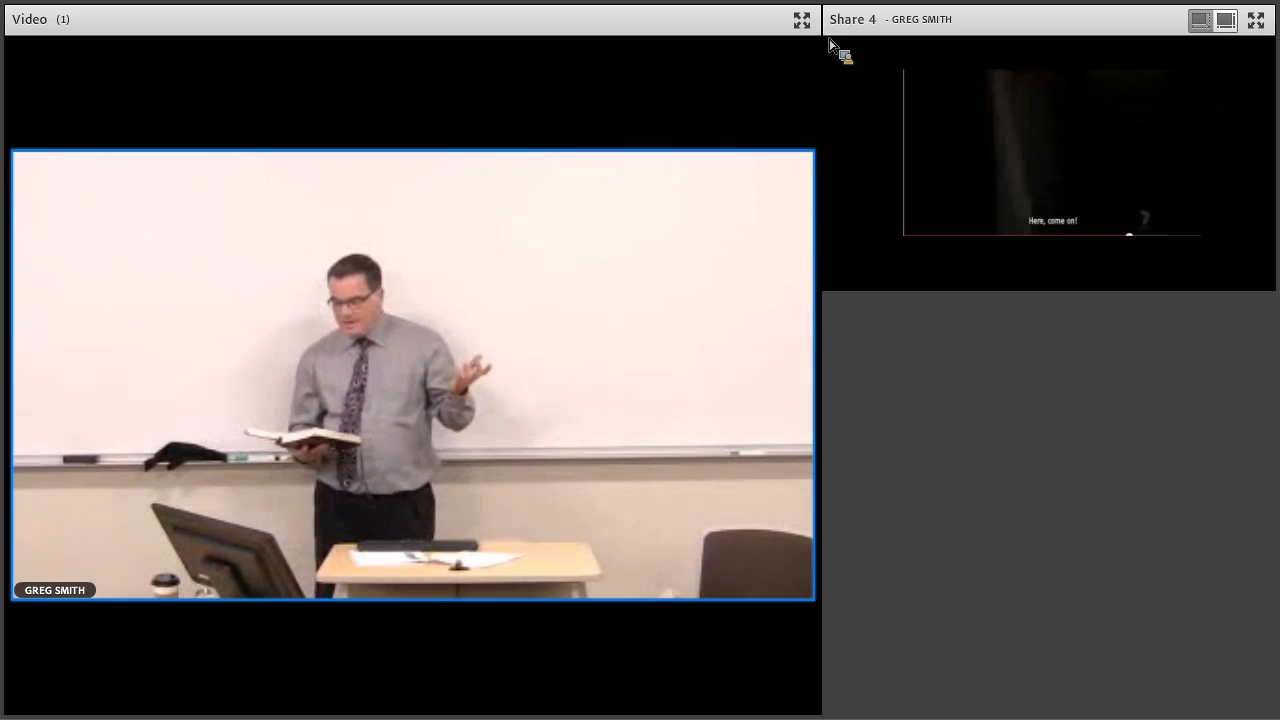 Video (1)
Share 4 - GREG SMITH
Here, come on!
GREG SMITH